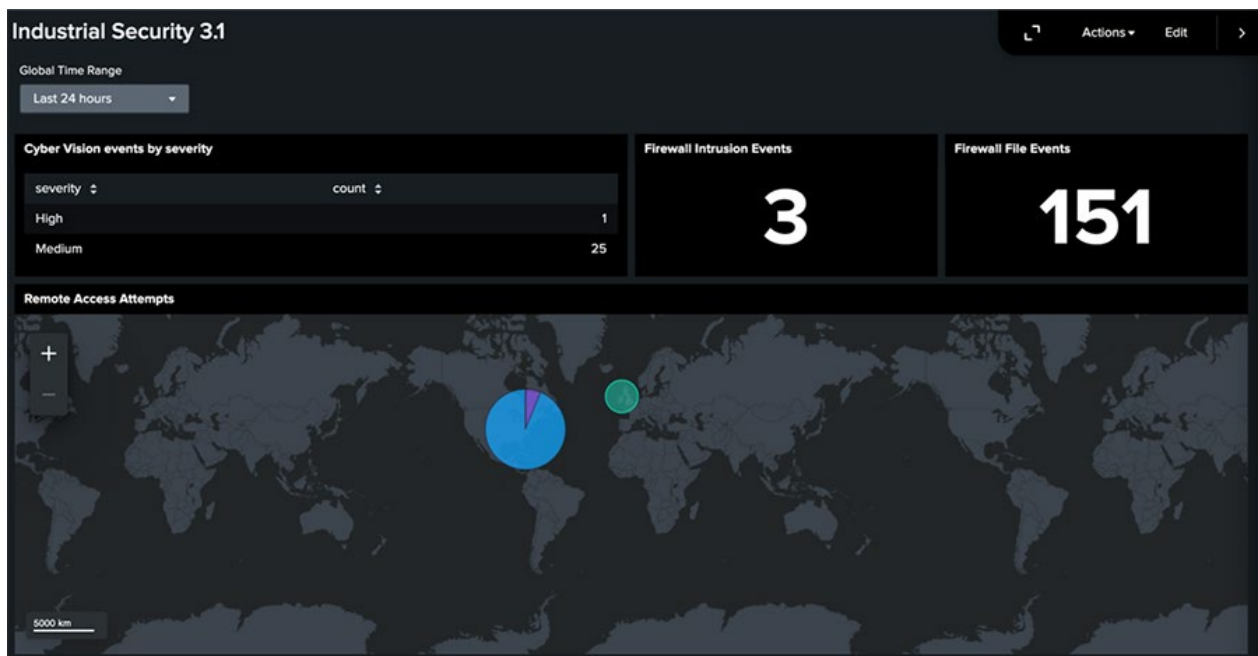 Industrial Security 3.1
Actions
Edit
Global Time Range
Last 24 hours
Cyber Vision events by severity
severity count
High 1
Medium 25
Firewall Intrusion Events
3
Firewall File Events
151
Remote Access Attempts
+
−
5000 km